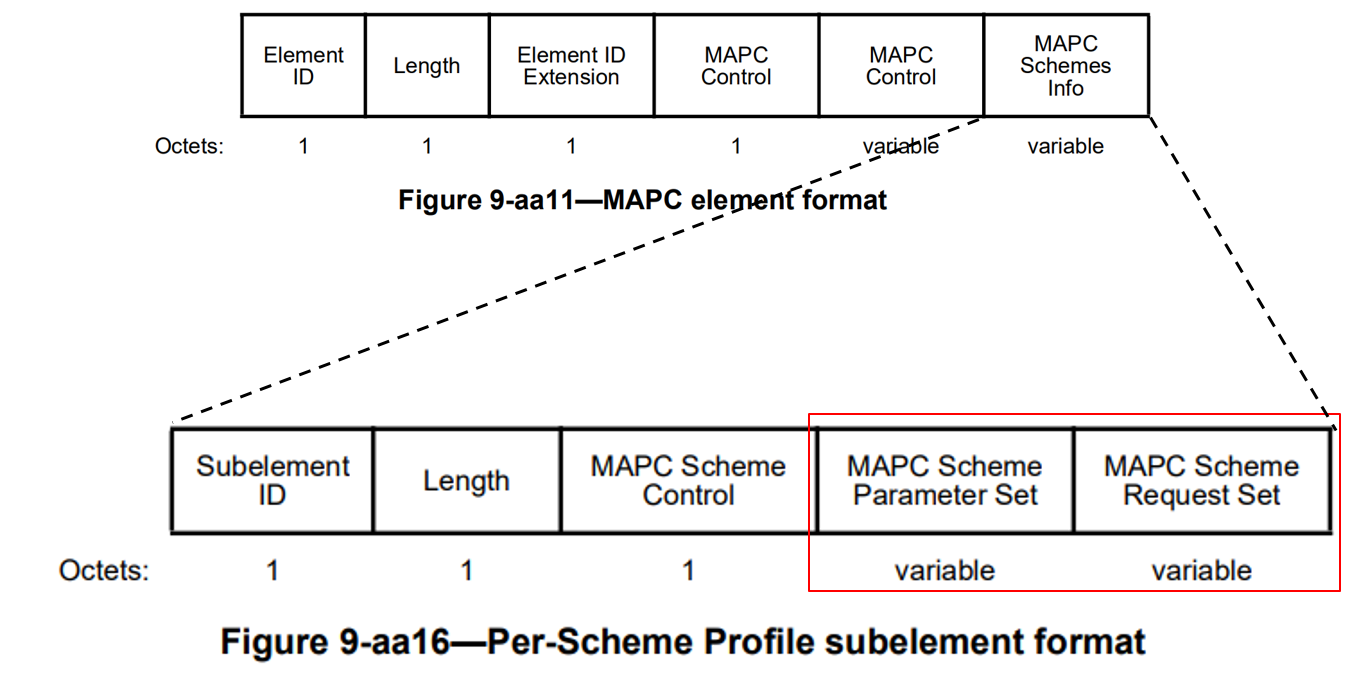 Element ID Length Element ID Extension MAPC Control MAPC Control MAPC Schemes Info
Octets: 1 1 1 1 variable variable
Figure 9-aa11—MAPC element format
Subelement ID Length MAPC Scheme Control MAPC Scheme Parameter Set MAPC Scheme Request Set
Octets: 1 1 1 variable variable
Figure 9-aa16—Per-Scheme Profile subelement format